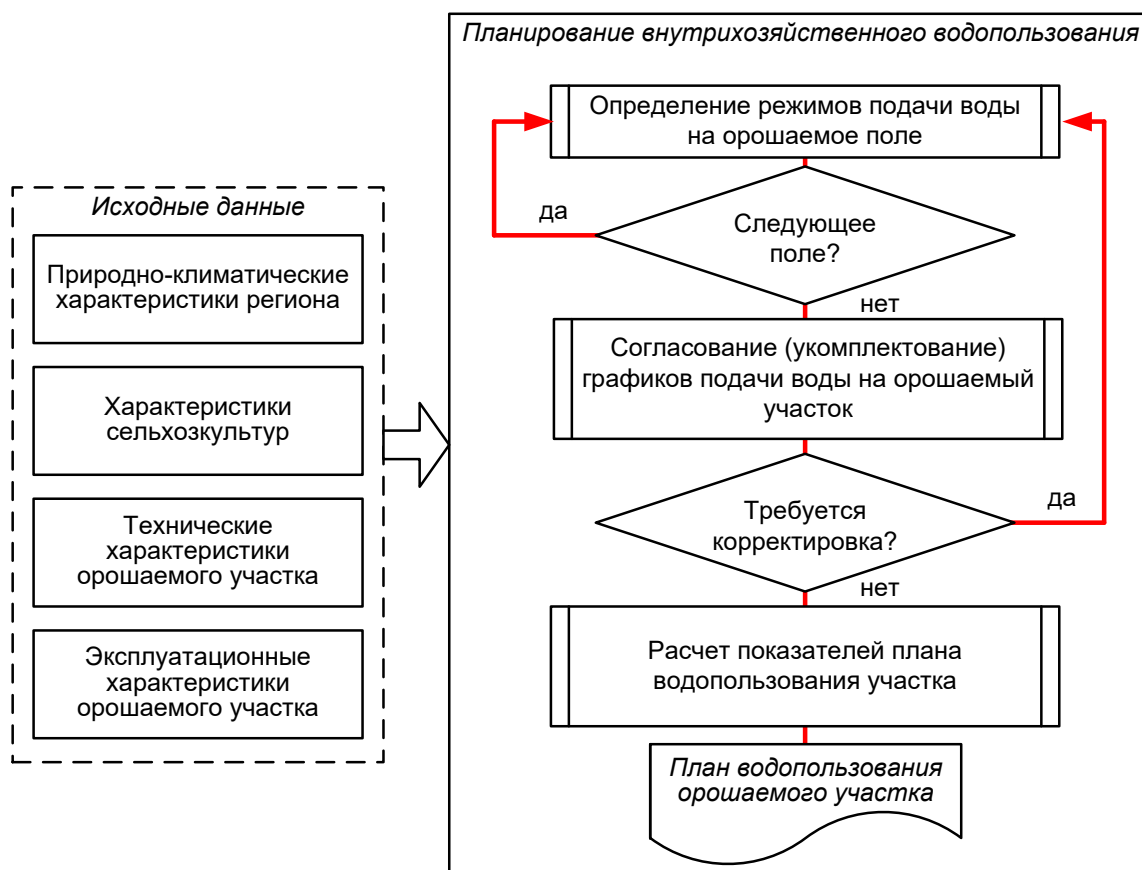 Исходные данные
Природно-климатические
характеристики региона
Характеристики
сельхозкультур
Технические
характеристики
орошаемого участка
Эксплуатационные
характеристики
орошаемого участка
Планирование внутрихозяйственного водопользования
Определение режимов подачи воды
на орошаемое поле
да
Следующее
поле?
нет
Согласование (укомплектование)
графиков подачи воды на орошаемый
участок
Требуется
корректировка?
да
нет
Расчет показателей плана
водопользования участка
План водопользования
орошаемого участка